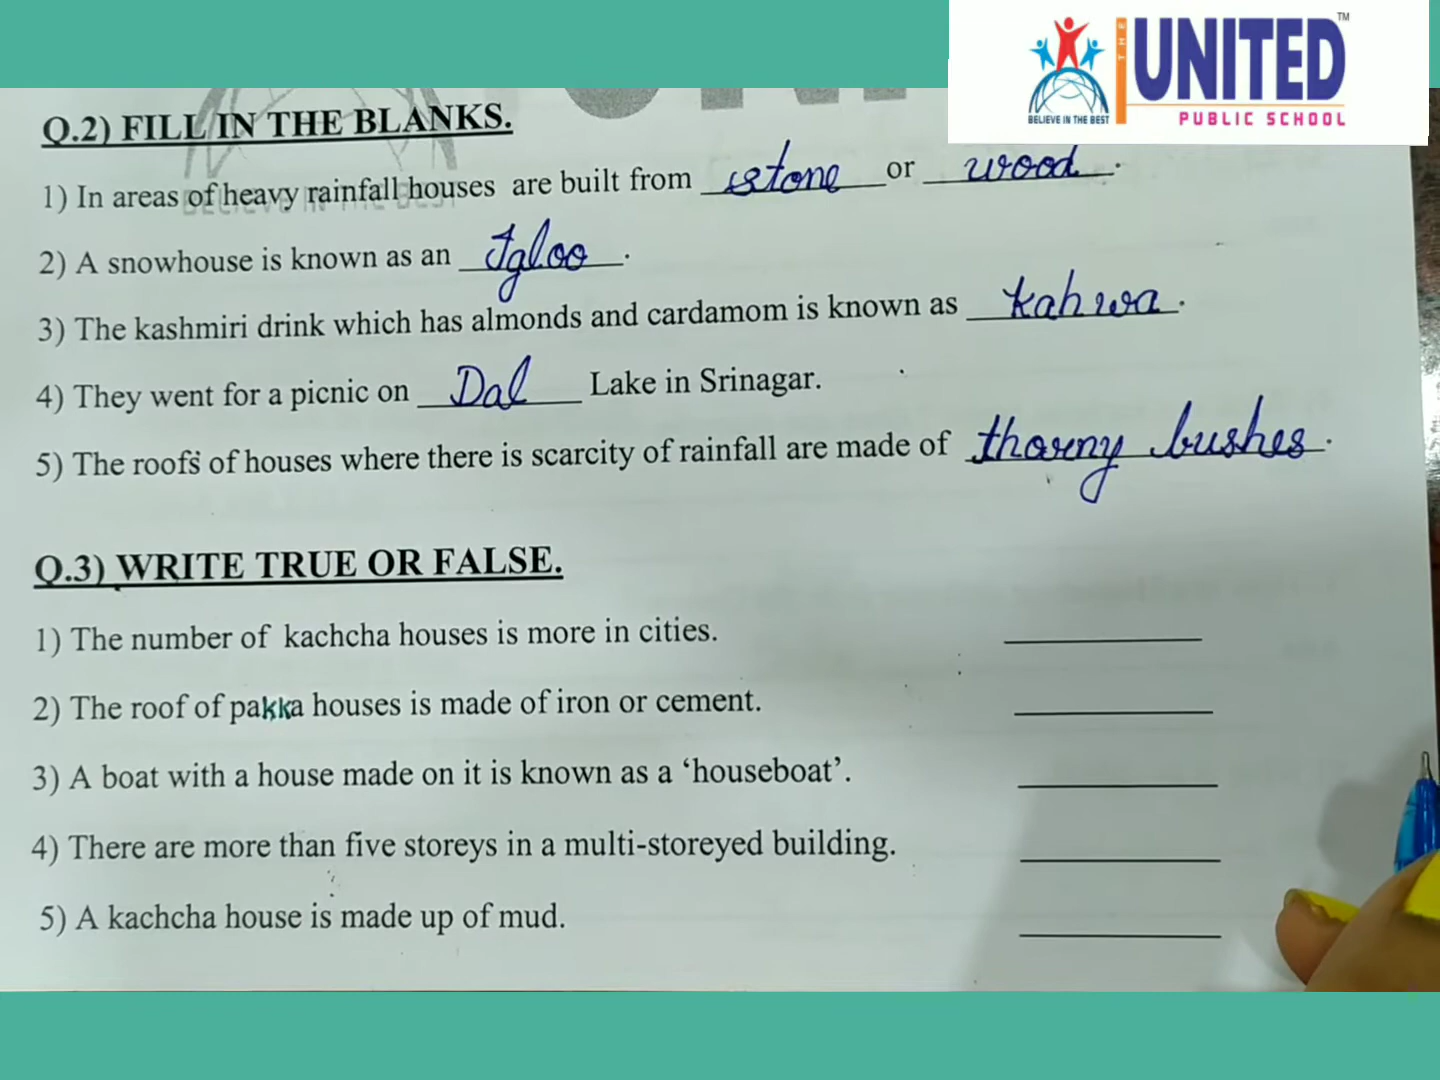 THE UNITED TM
BELIEVE IN THE BEST PUBLIC SCHOOL
Q.2) FILL IN THE BLANKS.
1) In areas of heavy rainfall houses are built from stone or wood.
BELIEVE IN THE BEST
2) A snowhouse is known as an Igloo.
3) The kashmiri drink which has almonds and cardamom is known as kahwa.
4) They went for a picnic on Dal Lake in Srinagar.
5) The roofs of houses where there is scarcity of rainfall are made of thorny bushes.
Q.3) WRITE TRUE OR FALSE.
1) The number of kachcha houses is more in cities.
2) The roof of pakka houses is made of iron or cement.
3) A boat with a house made on it is known as a ‘houseboat’.
4) There are more than five storeys in a multi-storeyed building.
5) A kachcha house is made up of mud.